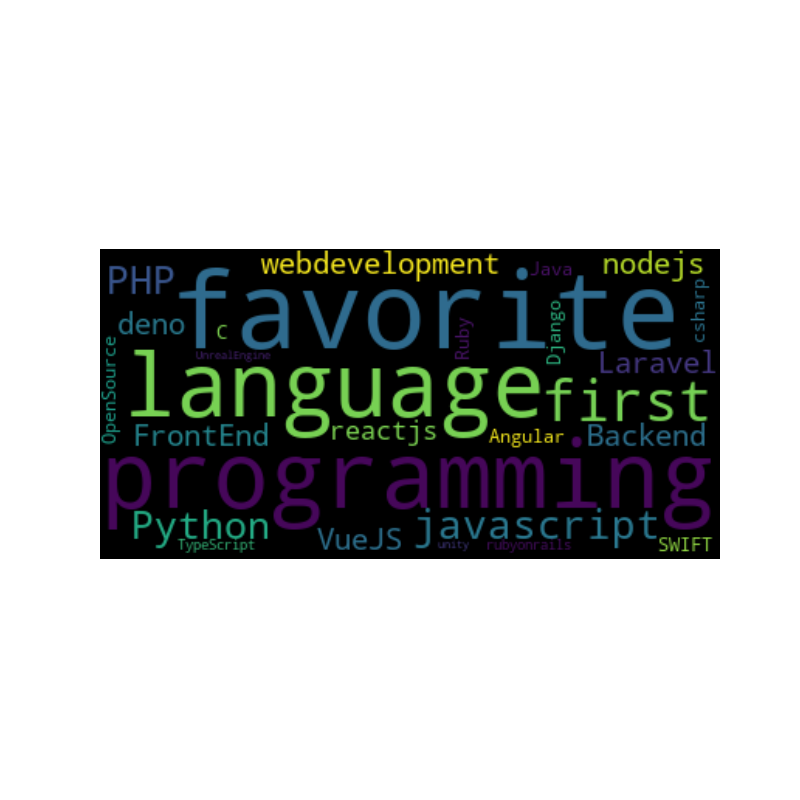 webdevelopment
Java
nodejs
PHP
favorite
csharp
deno
C
Ruby
Django
UnrealEngine
OpenSource
language
Laravel
first
FrontEnd
reactjs
Angular
Backend
programming
Python
javascript
VueJS
TypeScript
unity
rubyonrails
SWIFT